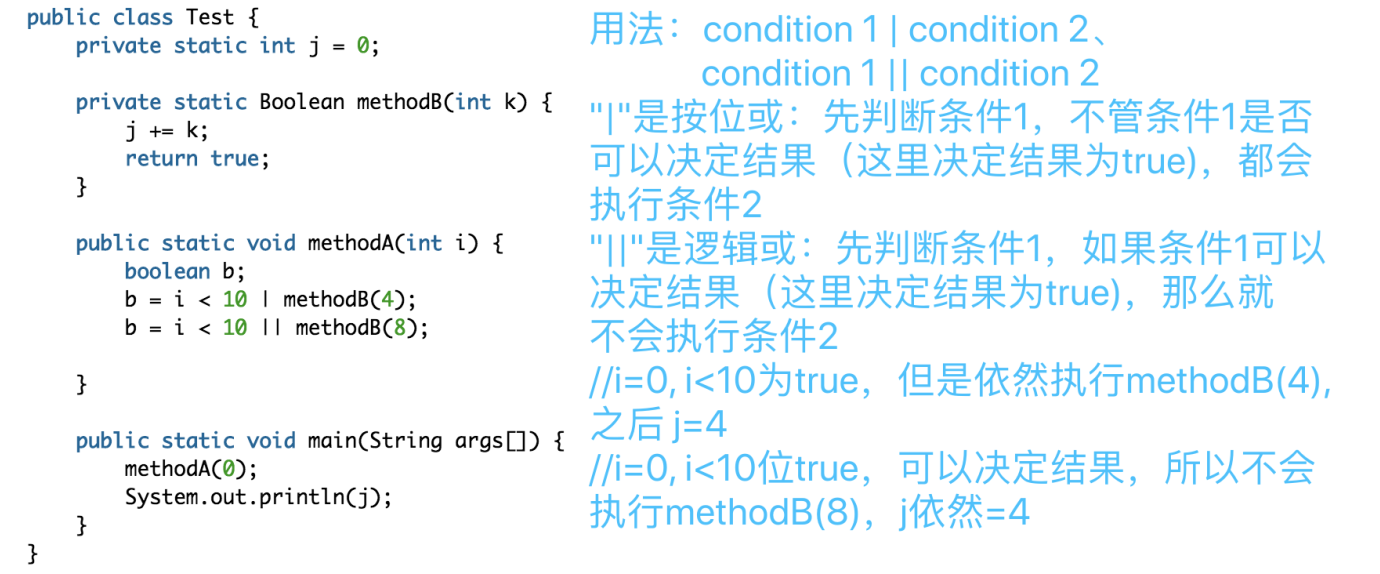 public class Test {
private static int j = 0;
private static Boolean methodB(int k) {
j += k;
return true;
}
public static void methodA(int i) {
boolean b;
b = i < 10 | methodB(4);
b = i < 10 || methodB(8);
}
public static void main(String args[]) {
methodA(0);
System.out.println(j);
}
}
用法：condition 1 | condition 2、
condition 1 || condition 2
"|"是按位或：先判断条件1，不管条件1是否
可以决定结果（这里决定结果为true)，都会
执行条件2
"||"是逻辑或：先判断条件1，如果条件1可以
决定结果（这里决定结果为true)，那么就
不会执行条件2
//i=0, i<10为true，但是依然执行methodB(4),
之后 j=4
//i=0, i<10位true，可以决定结果，所以不会
执行methodB(8)，j依然=4